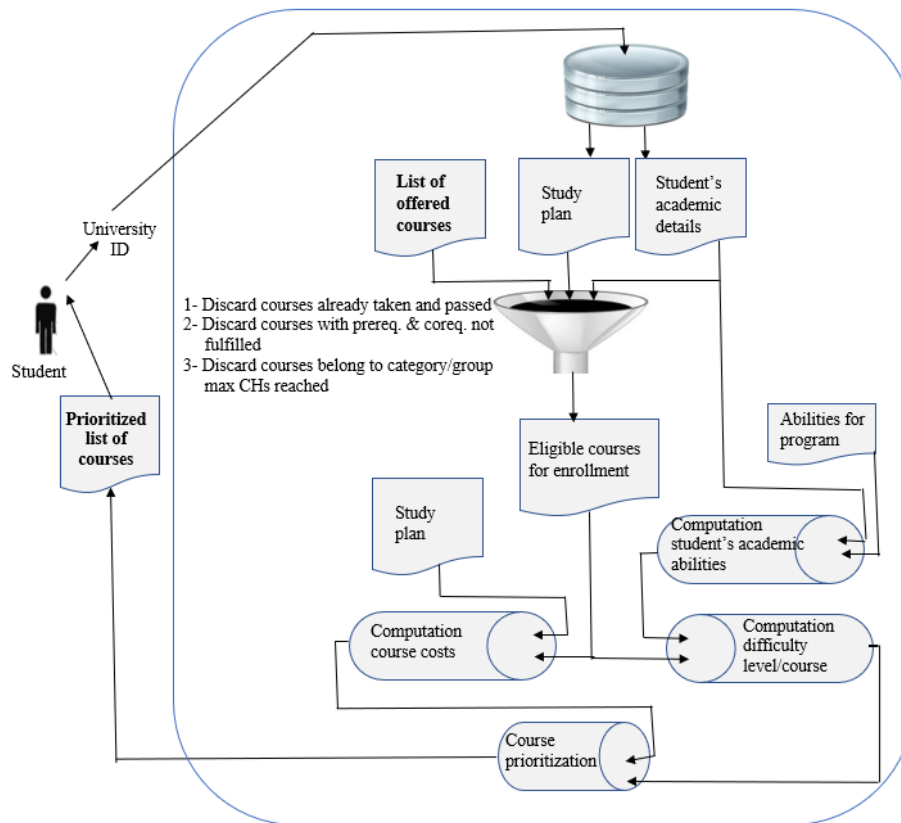 List of
offered
courses
Study
plan
Student's
academic
details
University
ID
Student
1- Discard courses already taken and passed
2- Discard courses with prereq. & coreq. not
fulfilled
3- Discard courses belong to category/group
max CHs reached
Prioritized
list of
courses
Eligible courses
for enrollment
Abilities for
program
Study
plan
Computation
student's academic
abilities
Computation
course costs
Computation
difficulty
level/course
Course
prioritization